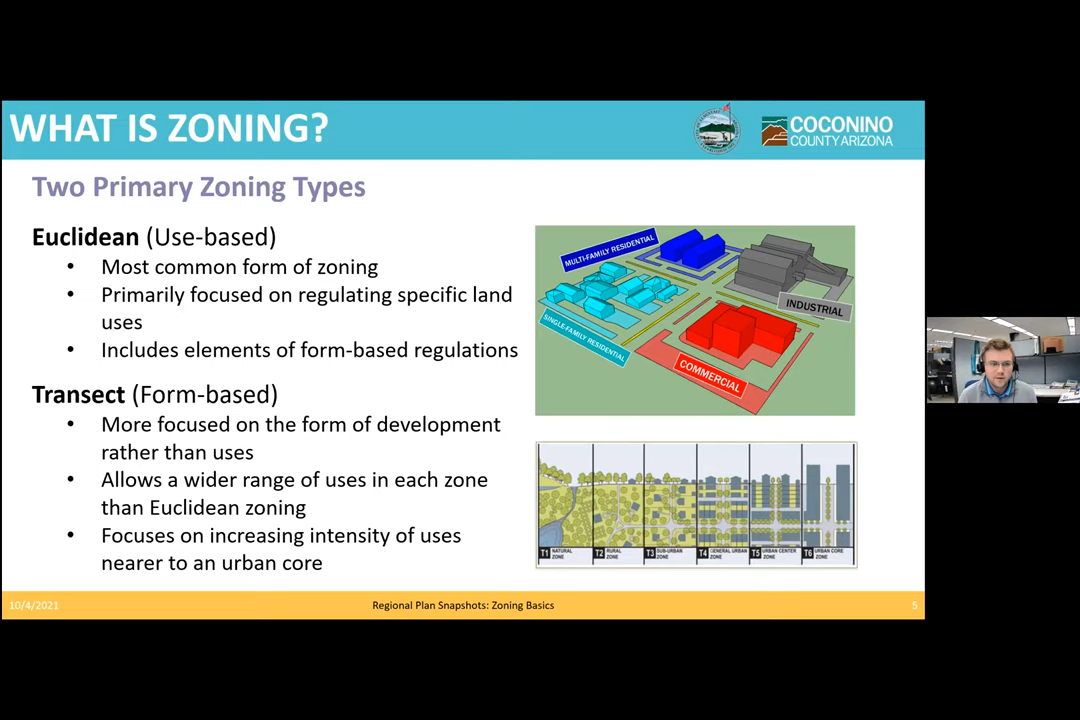 WHAT IS ZONING?
COCONINO
COUNTY ARIZONA
Two Primary Zoning Types
Euclidean (Use-based)
• Most common form of zoning
• Primarily focused on regulating specific land
uses
• Includes elements of form-based regulations
Transect (Form-based)
• More focused on the form of development
rather than uses
• Allows a wider range of uses in each zone
than Euclidean zoning
• Focuses on increasing intensity of uses
nearer to an urban core
MULTI-FAMILY RESIDENTIAL
INDUSTRIAL
SINGLE-FAMILY RESIDENTIAL
COMMERCIAL
T1 NATURAL
ZONE
T2 RURAL
ZONE
T3 SUB-URBAN
ZONE
T4 GENERAL URBAN
ZONE
T5 URBAN CENTER
ZONE
T6 URBAN CORE
ZONE
10/4/2021
Regional Plan Snapshots: Zoning Basics
5